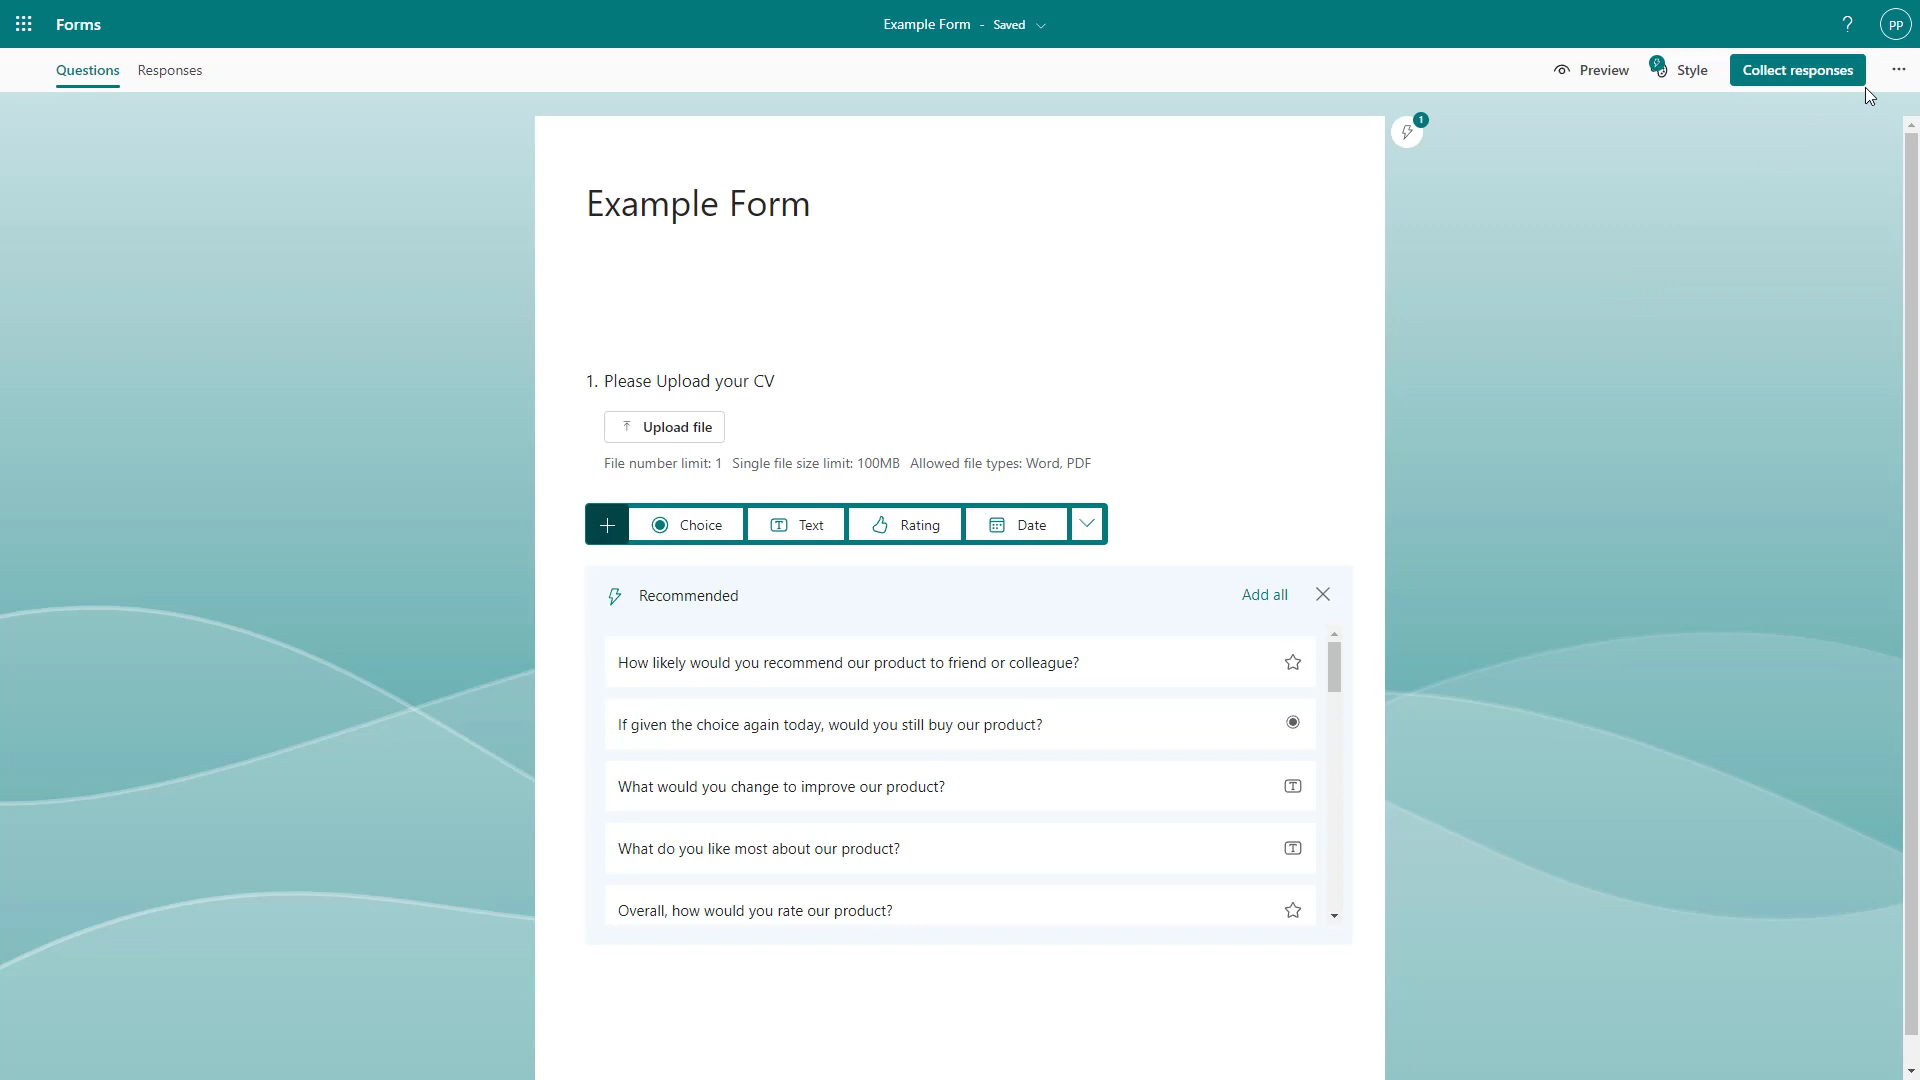 Forms
Example Form - Saved
? PP
Questions Responses
Preview Style Collect responses ...
1
Example Form
1. Please Upload your CV
Upload file
File number limit: 1 Single file size limit: 100MB Allowed file types: Word, PDF
+ Choice Text Rating Date
Recommended Add all
How likely would you recommend our product to friend or colleague?
If given the choice again today, would you still buy our product?
What would you change to improve our product?
What do you like most about our product?
Overall, how would you rate our product?